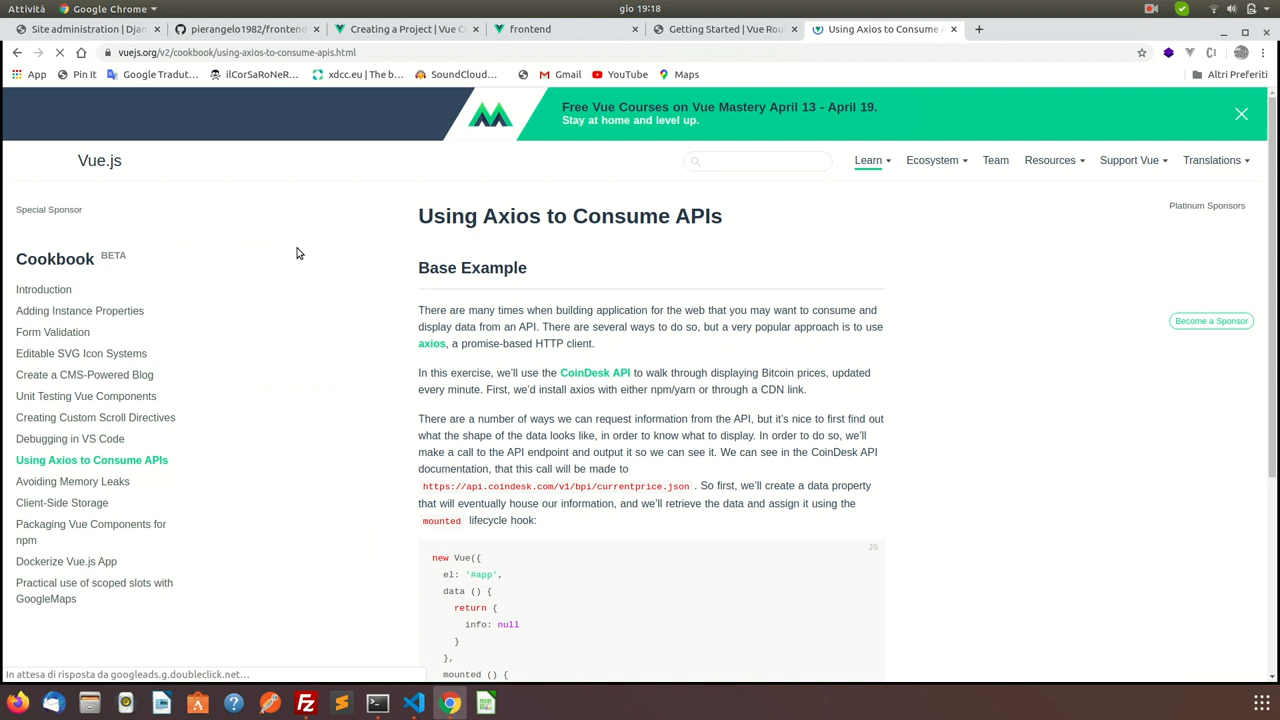 Attività
Google Chrome
gio 19:18
Site administration | Djan
pierangelo1982/frontend
Creating a Project | Vue C
frontend
Getting Started | Vue Rou
Using Axios to Consume A
vuejs.org/v2/cookbook/using-axios-to-consume-apis.html
App
Pin It
Google Tradut...
ilCorSaRoNeR...
xdcc.eu | The b...
SoundCloud...
Gmail
YouTube
Maps
Altri Preferiti
Free Vue Courses on Vue Mastery April 13 - April 19.
Stay at home and level up.
Vue.js
Learn
Ecosystem
Team
Resources
Support Vue
Translations
Special Sponsor
Cookbook BETA
Introduction
Adding Instance Properties
Form Validation
Editable SVG Icon Systems
Create a CMS-Powered Blog
Unit Testing Vue Components
Creating Custom Scroll Directives
Debugging in VS Code
Using Axios to Consume APIs
Avoiding Memory Leaks
Client-Side Storage
Packaging Vue Components for
npm
Dockerize Vue.js App
Practical use of scoped slots with
GoogleMaps
Using Axios to Consume APIs
Base Example
There are many times when building application for the web that you may want to consume and
display data from an API. There are several ways to do so, but a very popular approach is to use
axios, a promise-based HTTP client.
In this exercise, we'll use the CoinDesk API to walk through displaying Bitcoin prices, updated
every minute. First, we'd install axios with either npm/yarn or through a CDN link.
There are a number of ways we can request information from the API, but it's nice to first find out
what the shape of the data looks like, in order to know what to display. In order to do so, we'll
make a call to the API endpoint and output it so we can see it. We can see in the CoinDesk API
documentation, that this call will be made to
https://api.coindesk.com/v1/bpi/currentprice.json . So first, we'll create a data property
that will eventually house our information, and we'll retrieve the data and assign it using the
mounted lifecycle hook:
JS
new Vue({
el: '#app',
data () {
return {
info: null
}
},
mounted () {
Platinum Sponsors
Become a Sponsor
In attesa di risposta da googleads.g.doubleclick.net...